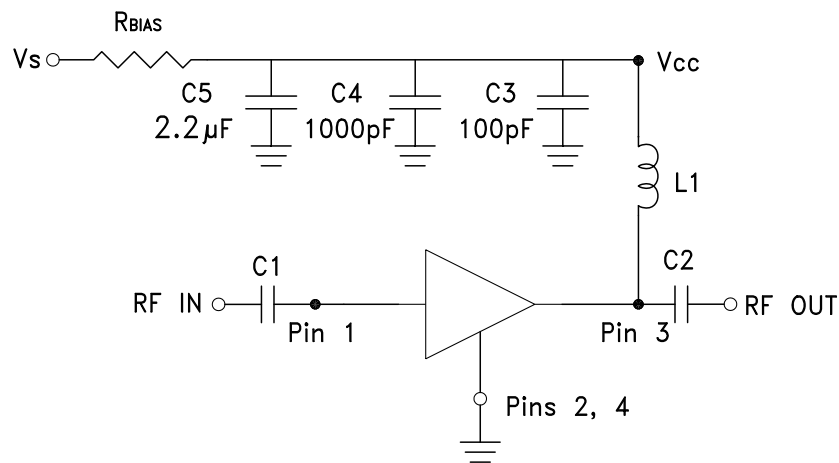 RBIAS
Vs
Vcc
C5
2.2µF
C4
1000pF
C3
100pF
L1
C1
C2
RF IN
RF OUT
Pin 1
Pin 3
Pins 2, 4